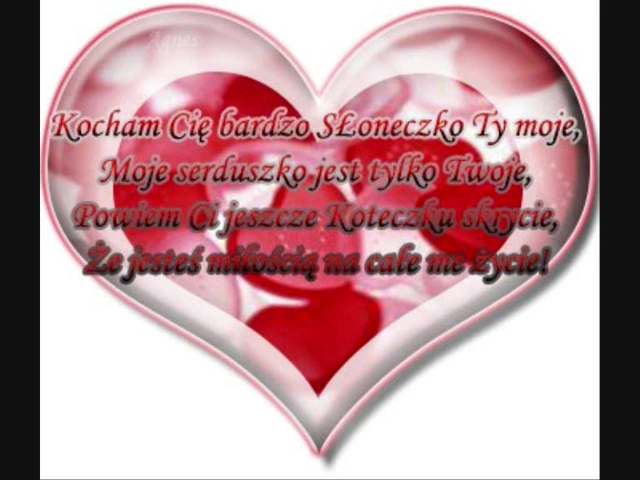 Agnes
Kocham Cię bardzo SŁoneczko Ty moje,
Moje serduszko jest tylko Twoje,
Powiem Ci jeszcze Koteczku skrycie,
Że jesteś miłością na całe me życie!